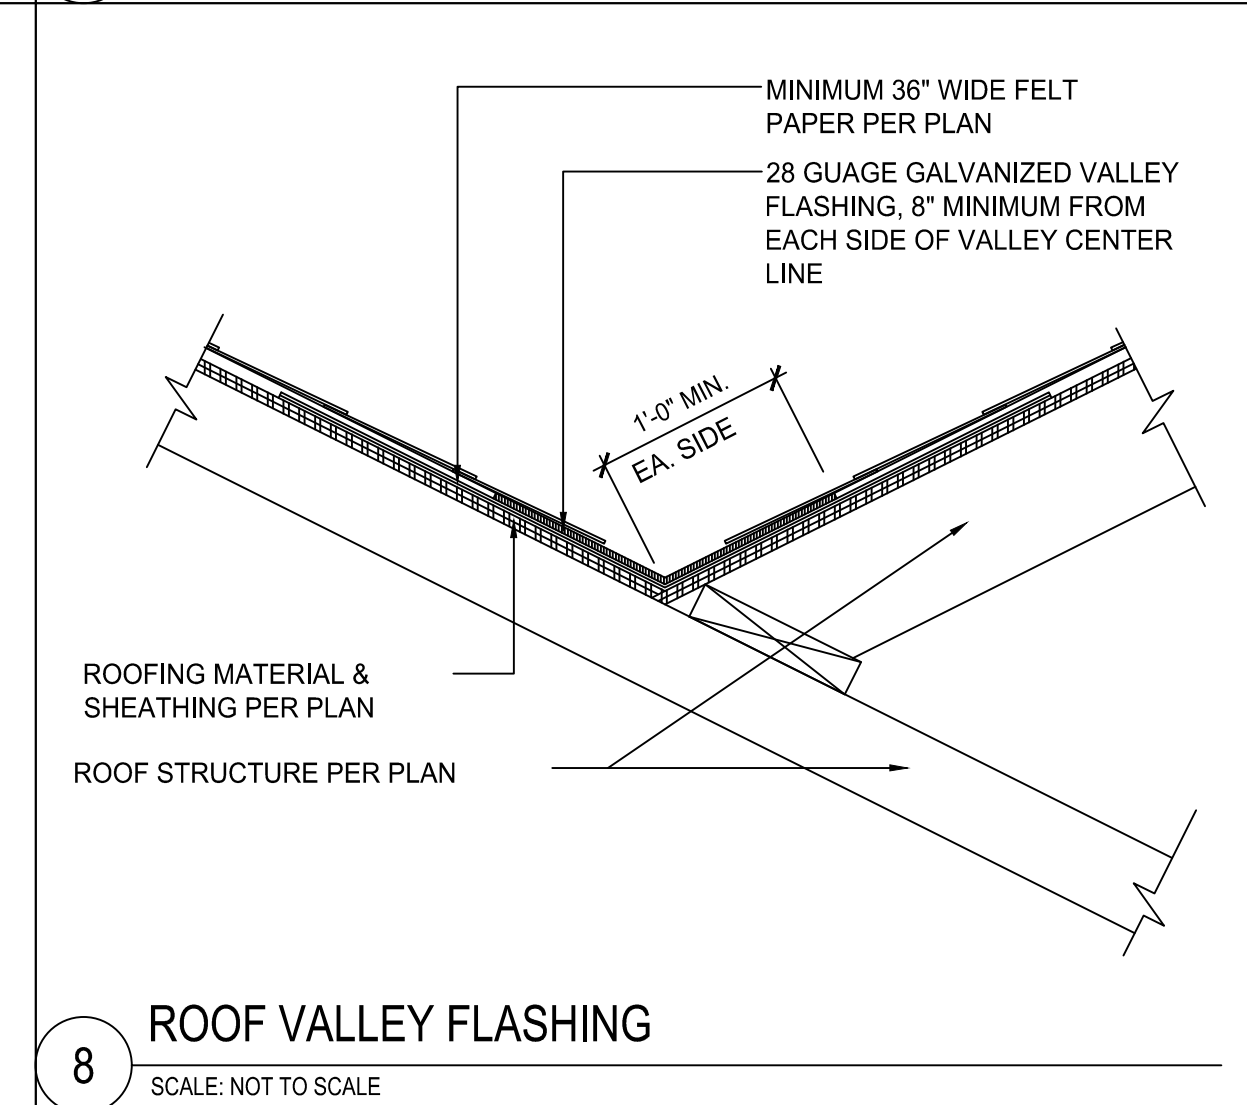 MINIMUM 36" WIDE FELT
PAPER PER PLAN
28 GUAGE GALVANIZED VALLEY
FLASHING, 8" MINIMUM FROM
EACH SIDE OF VALLEY CENTER
LINE
1'-0" MIN.
EA. SIDE
ROOFING MATERIAL &
SHEATHING PER PLAN
ROOF STRUCTURE PER PLAN
8
ROOF VALLEY FLASHING
SCALE: NOT TO SCALE